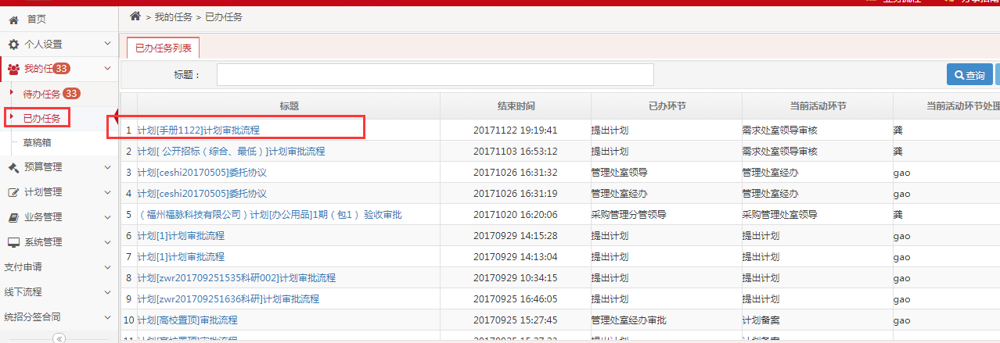 首页
> 我的任务 > 已办任务
个人设置
我的任 33
待办任务 33
已办任务
草稿箱
预算管理
计划管理
业务管理
系统管理
支付申请
线下流程
统招分签合同
已办任务列表
标题： 查询
标题 结束时间 已办环节 当前活动环节 当前活动环节处理
1 计划[手册1122]计划审批流程 20171122 19:19:41 提出计划 需求处室领导审核 龚
2 计划[ 公开招标（综合、最低）]计划审批流程 20171103 16:53:12 提出计划 需求处室领导审核 龚
3 计划[ceshi20170505]委托协议 20171026 16:31:32 管理处室领导 管理处室经办 gao
4 计划[ceshi20170505]委托协议 20171026 16:31:19 管理处室经办 管理处室经办 gao
5 （福州福脉科技有限公司）计划[办公用品]1期（包1） 验收审批 20171020 16:20:06 采购管理分管领导 采购管理处室领导 龚
6 计划[1]计划审批流程 20170929 14:15:28 提出计划 提出计划 gao
7 计划[1]计划审批流程 20170929 14:13:04 提出计划 提出计划 gao
8 计划[zwr201709251535科研002]计划审批流程 20170929 10:34:15 提出计划 提出计划 gao
9 计划[zwr201709251636科研]计划审批流程 20170925 16:46:05 提出计划 提出计划 gao
10 计划[高校置顶]审批流程 20170925 15:27:45 管理处室经办审批 计划备案 gao